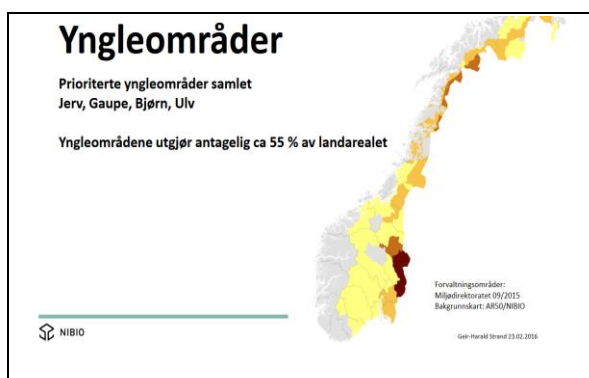 Yngleområder
Prioriterte yngleområder samlet
Jerv, Gaupe, Bjørn, Ulv
Yngleområdene utgjør antagelig ca 55 % av landarealet
Forvaltningsområder:
Miljødirektoratet 09/2015
Bakgrunnskart: AR50/NIBIO
NIBIO
Geir-Harald Strand 23.02.2016